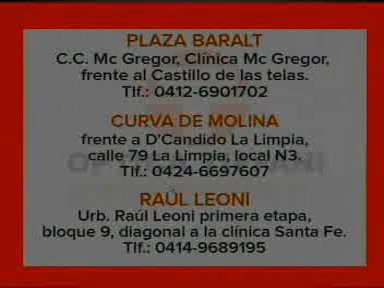 PLAZA BARALT
C.C. Mc Gregor, Clínica Mc Gregor,
frente al Castillo de las telas.
Tlf.: 0412-6901702
CURVA DE MOLINA
frente a D'Candido La Limpia,
calle 79 La Limpia, local N3.
Tlf.: 0424-6697607
RAÚL LEONI
Urb. Raúl Leoni primera etapa,
bloque 9, diagonal a la clínica Santa Fe.
Tlf.: 0414-9689195